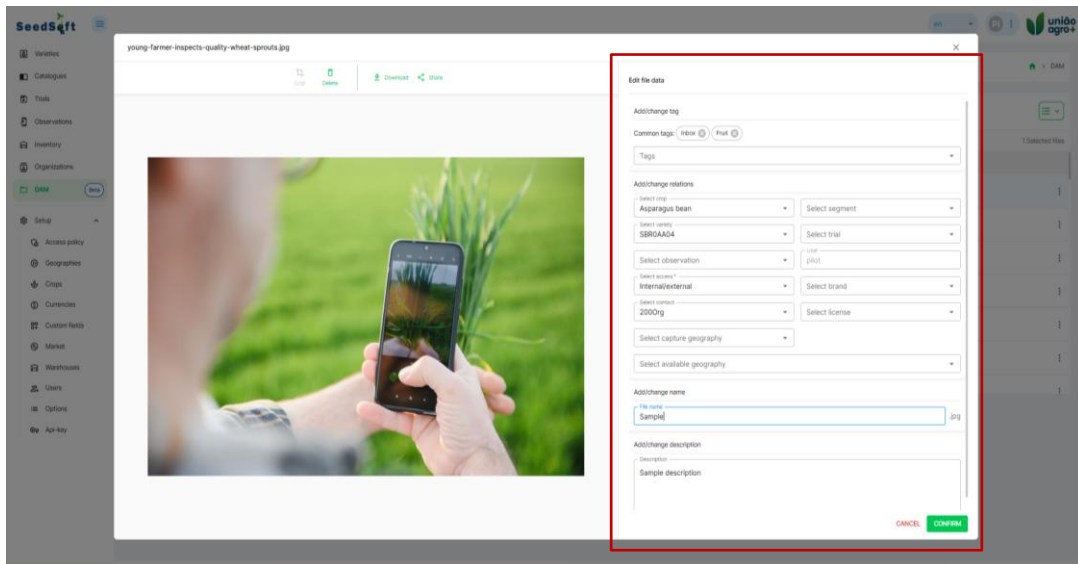 SeedSoft
en
união
agro+
Varieties
Catalogues
Trials
Observations
Inventory
Organizations
DAM
Beta
Setup
Access policy
Geographies
Crops
Currencies
Custom fields
Market
Warehouses
Users
Options
Api-key
DAM
1 Selected files
young-farmer-inspects-quality-wheat-sprouts.jpg
Crop
Delete
Download
Share
Edit file data
Add/change tag
Common tags: Inbox Fruit
Tags
Add/change relations
Select crop
Asparagus bean
Select segment
Select variety
SBR0AA04
Select trial
Select observation
User
pilot
Select access*
Internal/external
Select brand
Select contact
200Org
Select license
Select capture geography
Select available geography
Add/change name
File name
Sample
.jpg
Add/change description
Description
Sample description
CANCEL
CONFIRM